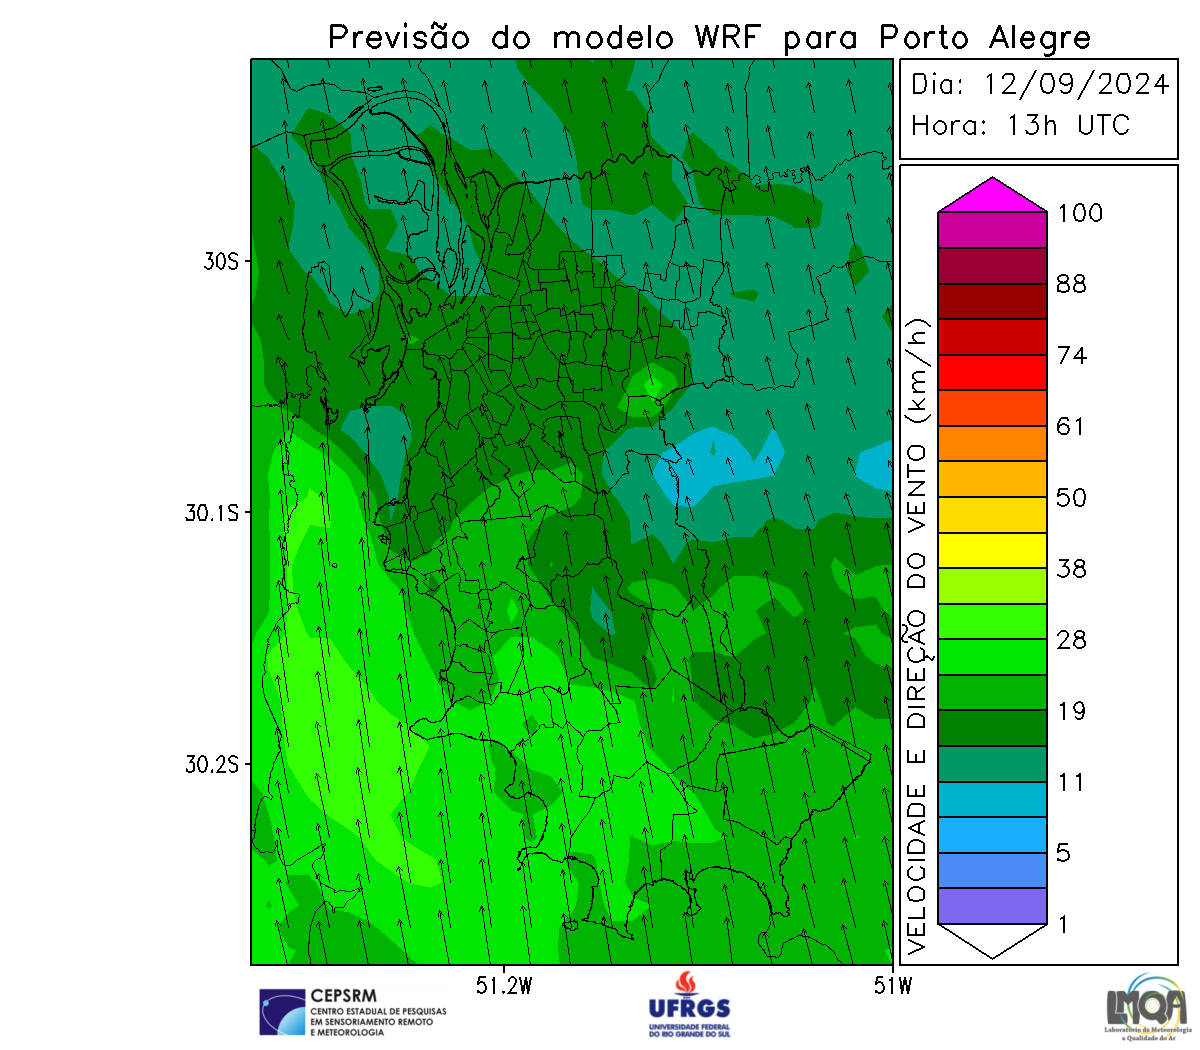 Previsão do modelo WRF para Porto Alegre
Dia: 12/09/2024
Hora: 13h UTC
30S
30.1S
30.2S
51.2W
51W
VELOCIDADE E DIREÇÃO DO VENTO (km/h)
100
88
74
61
50
38
28
19
11
5
1
CEPSRM
CENTRO ESTADUAL DE PESQUISAS
EM SENSORIAMENTO REMOTO
E METEOROLOGIA
UFRGS
UNIVERSIDADE FEDERAL
DO RIO GRANDE DO SUL
LMQA
Laboratório de Meteorologia
e Qualidade do Ar